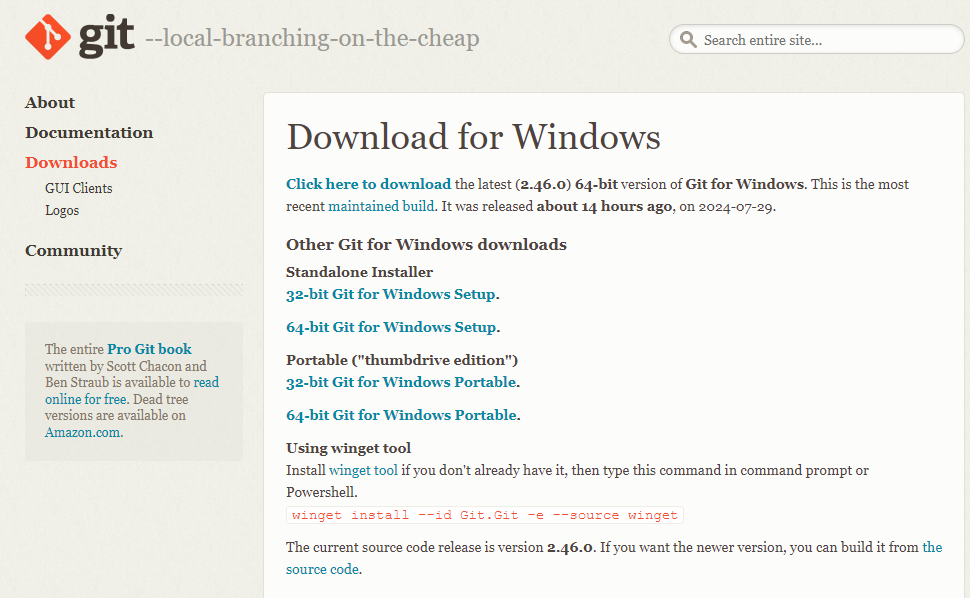 git --local-branching-on-the-cheap
Search entire site...
About
Documentation
Downloads
GUI Clients
Logos
Community
The entire Pro Git book
written by Scott Chacon and
Ben Straub is available to read
online for free. Dead tree
versions are available on
Amazon.com.
Download for Windows
Click here to download the latest (2.46.0) 64-bit version of Git for Windows. This is the most
recent maintained build. It was released about 14 hours ago, on 2024-07-29.
Other Git for Windows downloads
Standalone Installer
32-bit Git for Windows Setup.
64-bit Git for Windows Setup.
Portable ("thumbdrive edition")
32-bit Git for Windows Portable.
64-bit Git for Windows Portable.
Using winget tool
Install winget tool if you don't already have it, then type this command in command prompt or
Powershell.
winget install --id Git.Git -e --source winget
The current source code release is version 2.46.0. If you want the newer version, you can build it from the
source code.